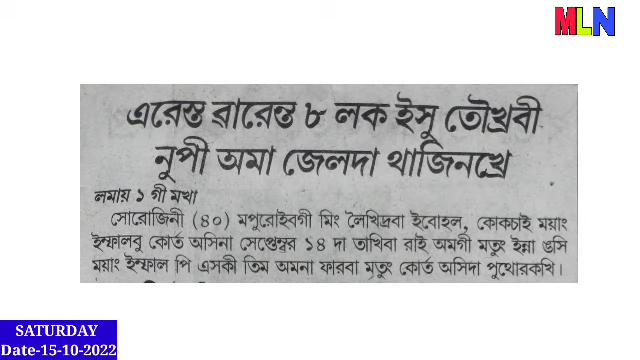 MLN
এরেস্ত ৱারেন্ত ৮ লক ইসু তৌখ্রবী
নুপী অমা জেলদা থাজিনখ্রে
লমায় ১ গী মখা
সোরোজিনী (৪০) মপুরোইবগী মিং লৈখিদ্রবা ইবোহল, কোকচাই ময়াং
ইম্ফালবু কোর্ত অসিনা সেপ্তেম্বর ১৪ দা তাখিবা ৱাই অমগী মতুং ইন্না ঙসি
ময়াং ইম্ফাল পি এসকী তিম অমনা ফারবা মতুং কোর্ত অসিদা পুথোরকখি।
SATURDAY
Date-15-10-2022